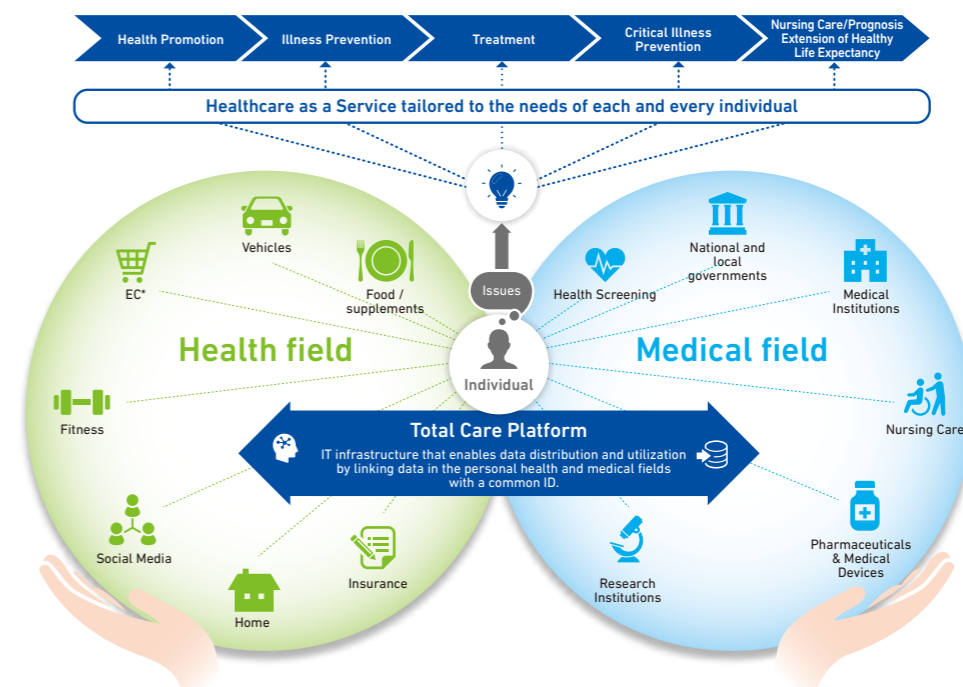 Health Promotion
Illness Prevention
Treatment
Critical Illness
Prevention
Nursing Care/Prognosis
Extension of Healthy
Life Expectancy
Healthcare as a Service tailored to the needs of each and every individual
Vehicles
EC*
Food /
supplements
Issues
Health Screening
National and
local
governments
Medical
Institutions
Health field
Individual
Medical field
Fitness
Nursing Care
Total Care Platform
IT infrastructure that enables data distribution and utilization
by linking data in the personal health and medical fields
with a common ID.
Social Media
Home
Insurance
Research
Institutions
Pharmaceuticals
& Medical
Devices